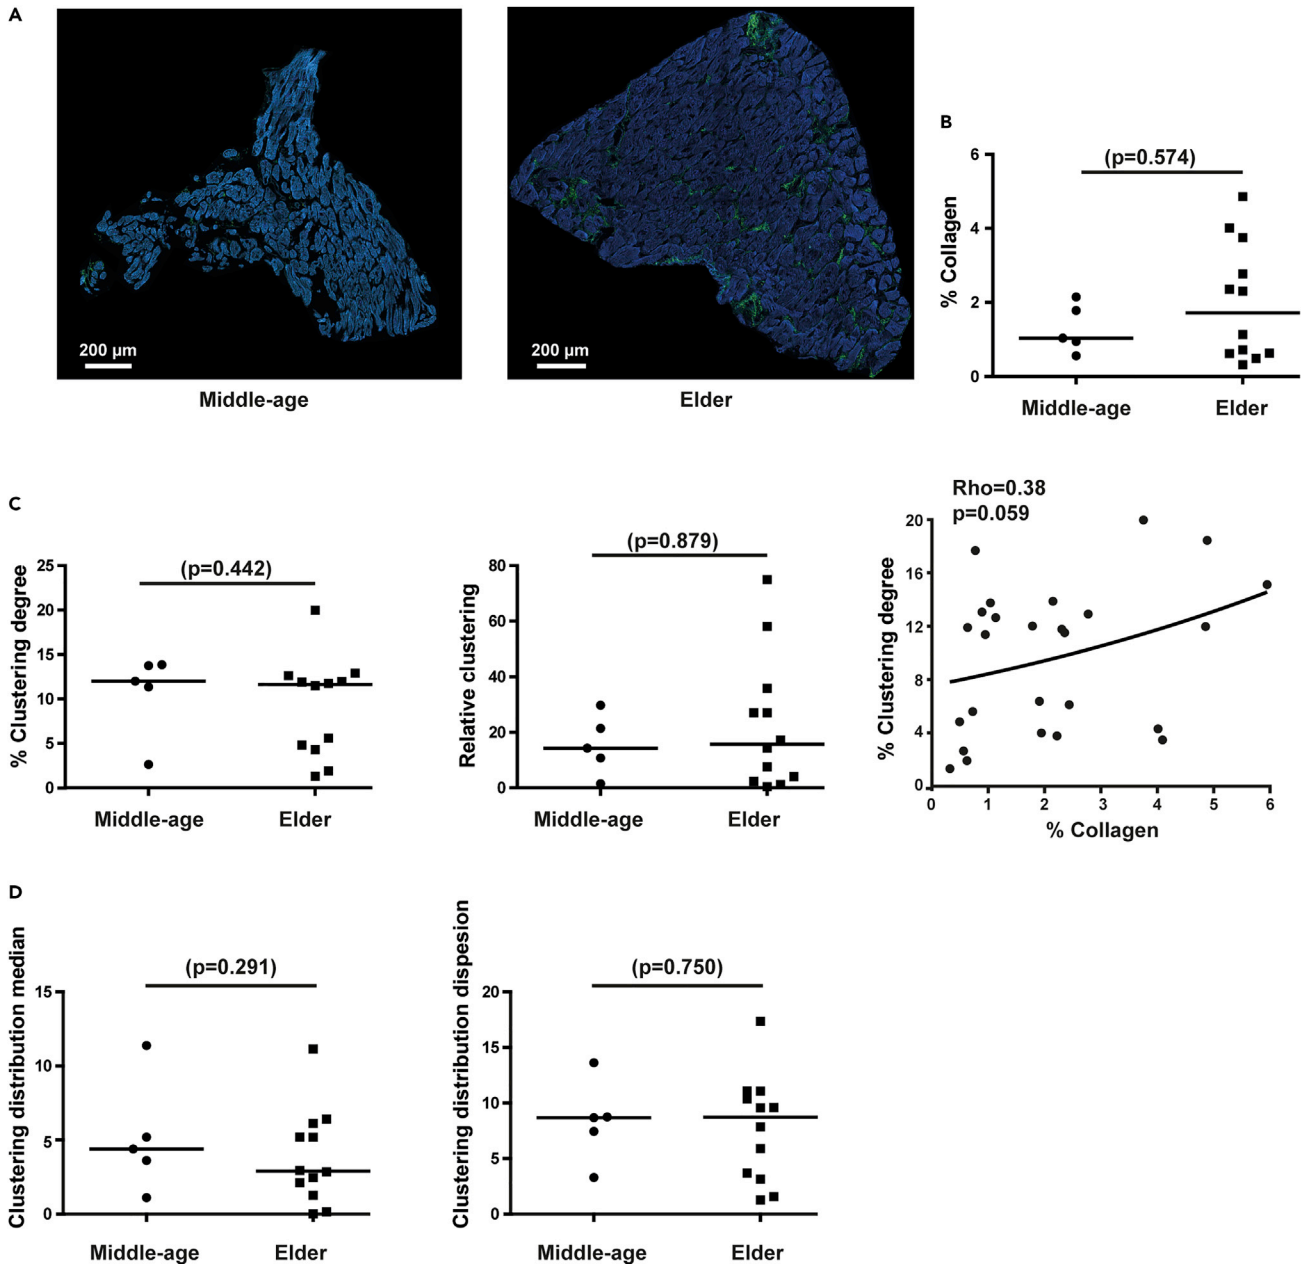 A
200 µm
Middle-age
200 µm
Elder
B
(p=0.574)
% Collagen
6
4
2
0
Middle-age
Elder
C
(p=0.442)
% Clustering degree
25
20
15
10
5
0
Middle-age
Elder
(p=0.879)
Relative clustering
80
60
40
20
0
Middle-age
Elder
Rho=0.38
p=0.059
% Clustering degree
20
16
12
8
4
0
0 1 2 3 4 5 6
% Collagen
D
(p=0.291)
Clustering distribution median
15
10
5
0
Middle-age
Elder
(p=0.750)
Clustering distribution dispesion
20
15
10
5
0
Middle-age
Elder